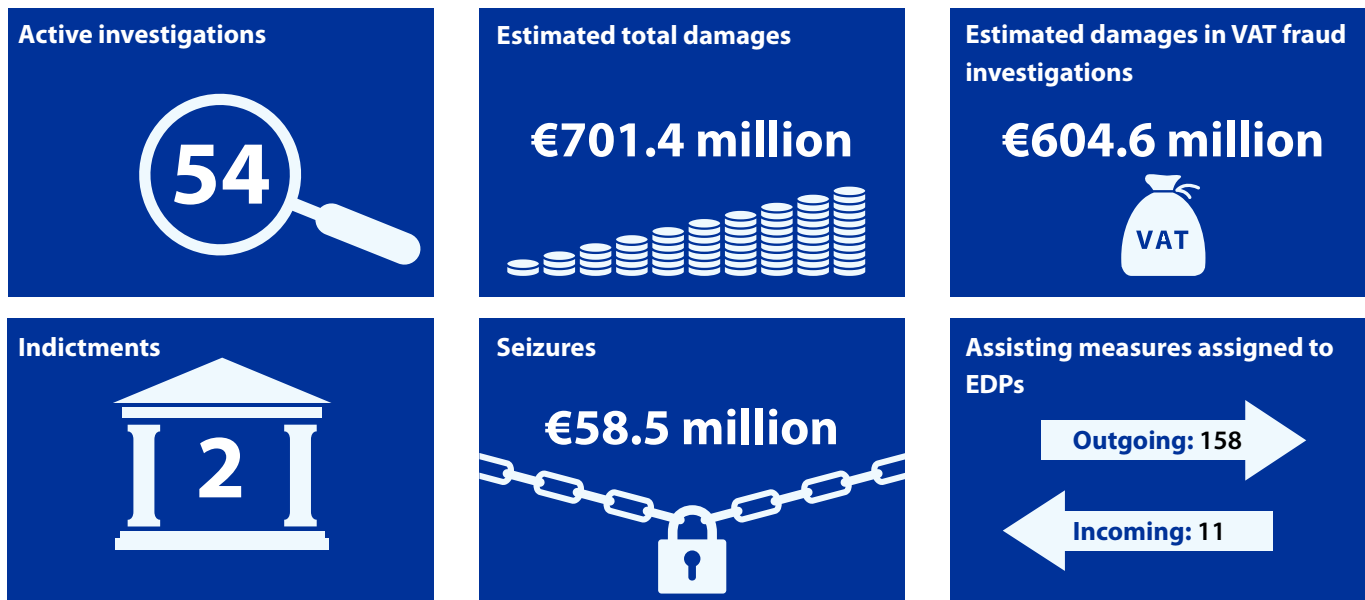 Active investigations
54
Estimated total damages
€701.4 million
Estimated damages in VAT fraud
investigations
€604.6 million
VAT
Indictments
2
Seizures
€58.5 million
Assisting measures assigned to
EDPs
Outgoing: 158
Incoming: 11